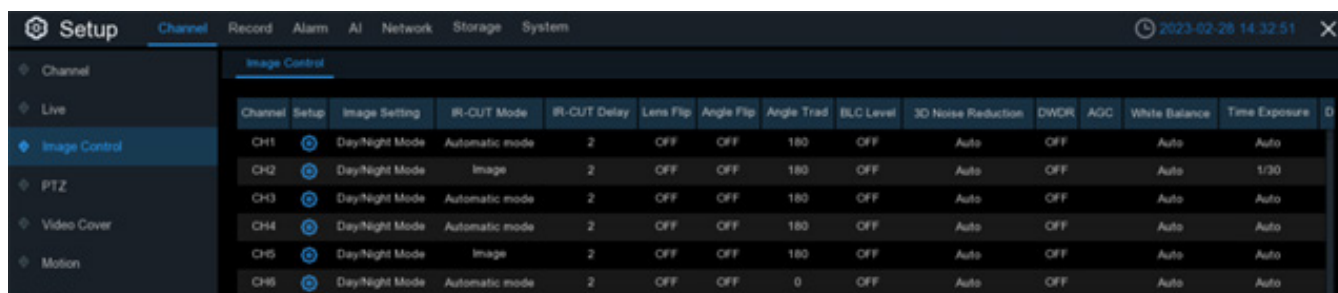 Setup Channel Record Alarm AI Network Storage System 2023-02-28 14:32:51 X
Channel
Live
Image Control
PTZ
Video Cover
Motion
Image Control
Channel Setup Image Setting IR-CUT Mode IR-CUT Delay Lens Flip Angle Flip Angle Trad BLC Level 3D Noise Reduction DWDR AGC White Balance Time Exposure D
CH1 Day/Night Mode Automatic mode 2 OFF OFF 180 OFF Auto OFF Auto Auto
CH2 Day/Night Mode Image 2 OFF OFF 180 OFF Auto OFF Auto 1/30
CH3 Day/Night Mode Automatic mode 2 OFF OFF 180 OFF Auto OFF Auto Auto
CH4 Day/Night Mode Automatic mode 2 OFF OFF 180 OFF Auto OFF Auto Auto
CH5 Day/Night Mode Image 2 OFF OFF 180 OFF Auto OFF Auto Auto
CH6 Day/Night Mode Automatic mode 2 OFF OFF 0 OFF Auto OFF Auto Auto